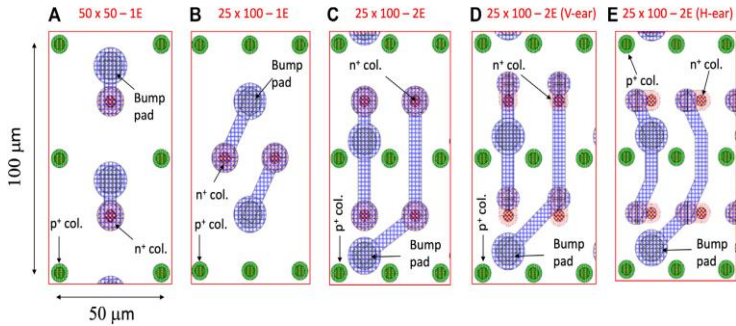 A 50 x 50 – 1E
B 25 x 100 – 1E
C 25 x 100 – 2E
D 25 x 100 – 2E (V-ear)
E 25 x 100 – 2E (H-ear)
100 μm
50 μm
Bump
pad
Bump
pad
p⁺ col.
n⁺ col.
Bump
pad
n⁺ col.
p⁺ col.
n⁺ col.
p⁺ col.
Bump
pad
n⁺ col.
p⁺ col.
Bump
pad
p⁺ col.
n⁺ col.
Bump
pad